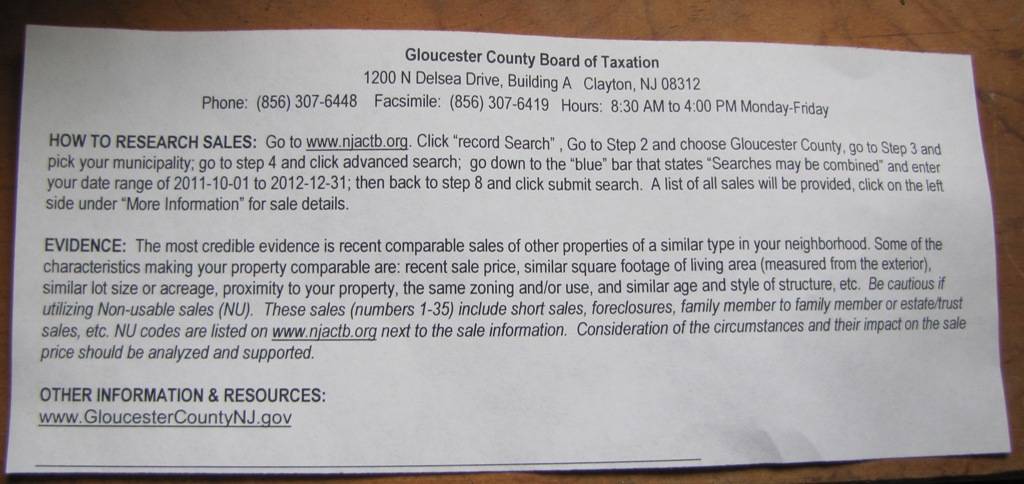 Gloucester County Board of Taxation
1200 N Delsea Drive, Building A Clayton, NJ 08312
Phone: (856) 307-6448 Facsimile: (856) 307-6419 Hours: 8:30 AM to 4:00 PM Monday-Friday
HOW TO RESEARCH SALES: Go to www.njactb.org. Click "record Search" , Go to Step 2 and choose Gloucester County, go to Step 3 and
pick your municipality; go to step 4 and click advanced search; go down to the "blue" bar that states "Searches may be combined" and enter
your date range of 2011-10-01 to 2012-12-31; then back to step 8 and click submit search. A list of all sales will be provided, click on the left
side under "More Information" for sale details.
EVIDENCE: The most credible evidence is recent comparable sales of other properties of a similar type in your neighborhood. Some of the
characteristics making your property comparable are: recent sale price, similar square footage of living area (measured from the exterior),
similar lot size or acreage, proximity to your property, the same zoning and/or use, and similar age and style of structure, etc. Be cautious if
utilizing Non-usable sales (NU). These sales (numbers 1-35) include short sales, foreclosures, family member to family member or estate/trust
sales, etc. NU codes are listed on www.njactb.org next to the sale information. Consideration of the circumstances and their impact on the sale
price should be analyzed and supported.
OTHER INFORMATION & RESOURCES:
www.GloucesterCountyNJ.gov